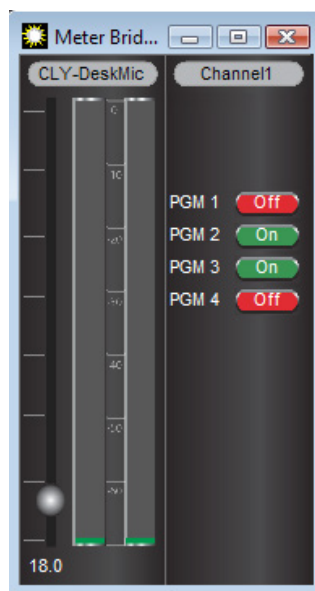 Meter Brid...
CLY-DeskMic
Channel1
0
10
PGM 1 Off
PGM 2 On
PGM 3 On
PGM 4 Off
40
18.0